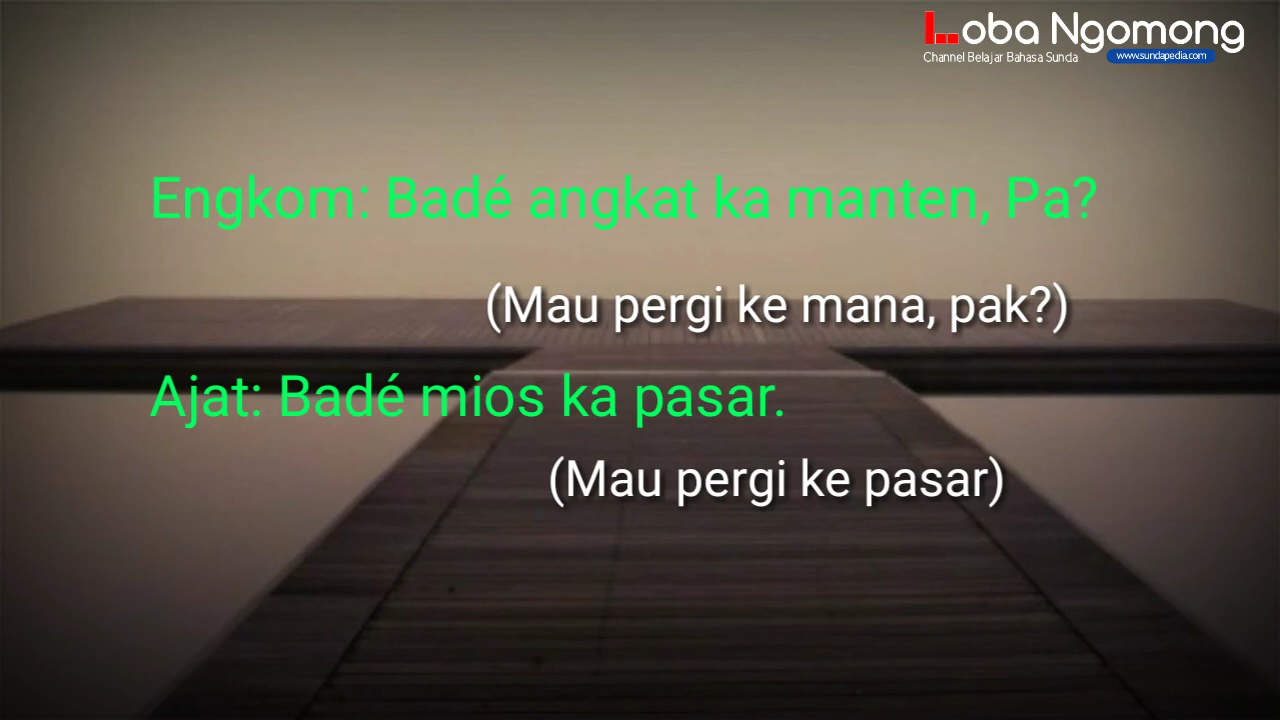 Loba Ngomong
Channel Belajar Bahasa Sunda
www.sundapedia.com
Engkom: Badé angkat ka manten, Pa?
(Mau pergi ke mana, pak?)
Ajat: Badé mios ka pasar.
(Mau pergi ke pasar)